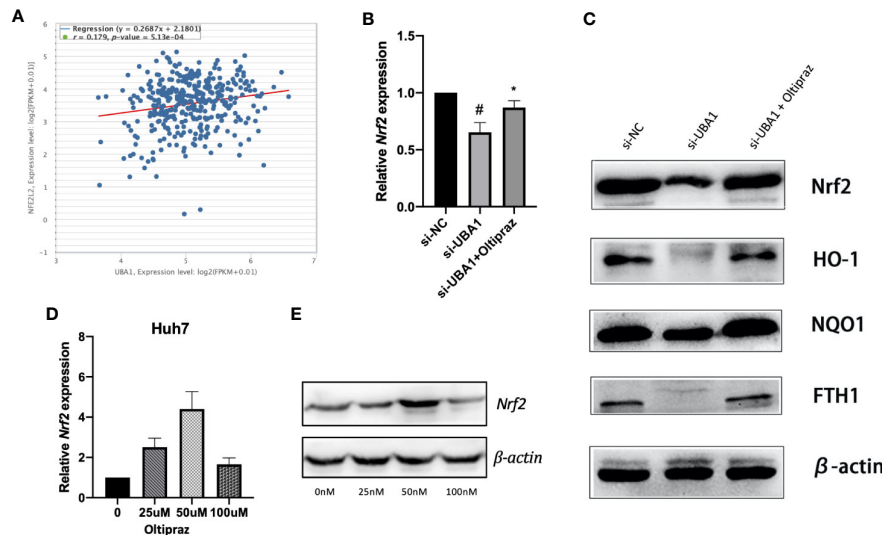 A
Regression (y = 0.2687x + 2.1801)
r = 0.179, p-value = 5.13e-04
NFE2L2, Expression level: log2[FPKM+0.01)]
6
5
4
3
2
1
0
-1
3
4
5
6
7
UBA1, Expression level: log2(FPKM+0.01)
B
Relative Nrf2 expression
1.5
1.0
0.5
0.0
#
*
si-NC
si-UBA1
si-UBA1+Oltipraz
C
si-NC
si-UBA1
si-UBA1 + Oltipraz
Nrf2
HO-1
NQO1
FTH1
β-actin
D
Huh7
Relative Nrf2 expression
8
6
4
2
0
0 25uM 50uM 100uM
Oltipraz
E
Nrf2
β-actin
0nM 25nM 50nM 100nM